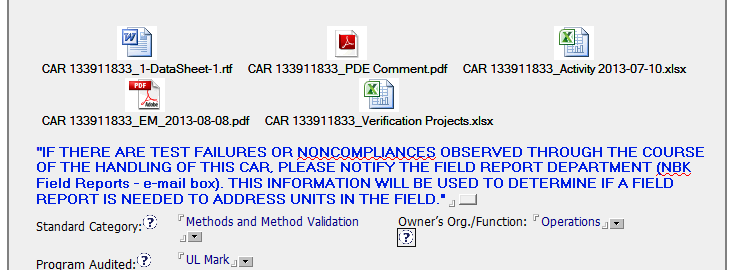 CAR 133911833_1-DataSheet-1.rtf CAR 133911833_PDE Comment.pdf CAR 133911833_Activity 2013-07-10.xlsx
PDF
Adobe
CAR 133911833_EM_2013-08-08.pdf CAR 133911833_Verification Projects.xlsx
"IF THERE ARE TEST FAILURES OR NONCOMPLIANCES OBSERVED THROUGH THE COURSE
OF THE HANDLING OF THIS CAR, PLEASE NOTIFY THE FIELD REPORT DEPARTMENT (NBK
Field Reports - e-mail box). THIS INFORMATION WILL BE USED TO DETERMINE IF A FIELD
REPORT IS NEEDED TO ADDRESS UNITS IN THE FIELD."
Standard Category: ? Methods and Method Validation Owner's Org./Function: Operations
?
Program Audited: ? UL Mark